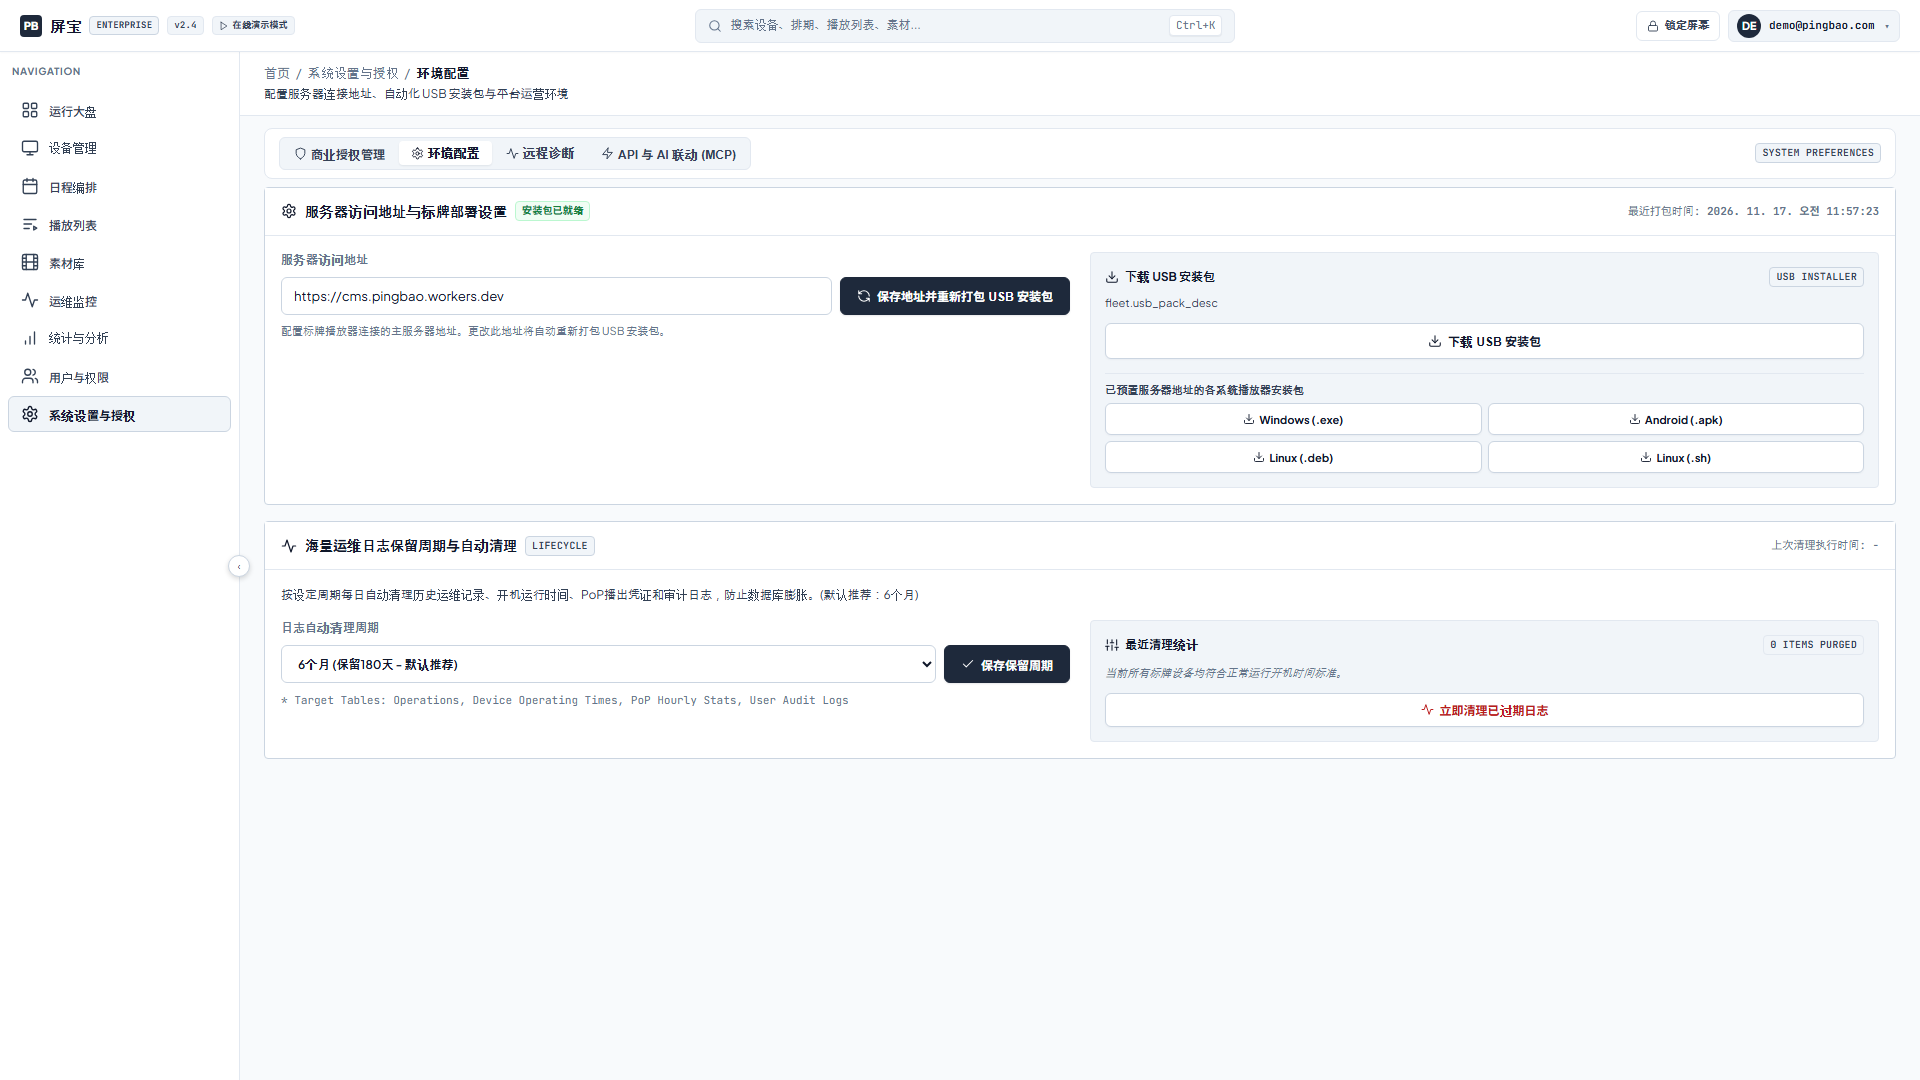 PB 屏宝 ENTERPRISE v2.4 在线演示模式
搜索设备、排期、播放列表、素材... Ctrl+K
锁定屏幕 DE demo@pingbao.com
NAVIGATION
运行大盘
设备管理
日程编排
播放列表
素材库
运维监控
统计与分析
用户与权限
系统设置与授权
首页 / 系统设置与授权 / 环境配置
配置服务器连接地址、自动化 USB 安装包与平台运营环境
商业授权管理 环境配置 远程诊断 API 与 AI 联动 (MCP)
SYSTEM PREFERENCES
服务器访问地址与标牌部署设置 安装包已就绪
最近打包时间: 2026. 11. 17. 오전 11:57:23
服务器访问地址
https://cms.pingbao.workers.dev
保存地址并重新打包 USB 安装包
配置标牌播放器连接的主服务器地址。更改此地址将自动重新打包 USB 安装包。
下载 USB 安装包 USB INSTALLER
fleet.usb_pack_desc
下载 USB 安装包
已预置服务器地址的各系统播放器安装包
Windows (.exe) Android (.apk)
Linux (.deb) Linux (.sh)
海量运维日志保留周期与自动清理 LIFECYCLE
上次清理执行时间: -
按设定周期每日自动清理历史运维记录、开机运行时间、PoP播出凭证和审计日志，防止数据库膨胀。(默认推荐：6个月)
日志自动清理周期
6个月 (保留180天 - 默认推荐)
保存保留周期
* Target Tables: Operations, Device Operating Times, PoP Hourly Stats, User Audit Logs
最近清理统计 0 ITEMS PURGED
当前所有标牌设备均符合正常运行开机时间标准。
立即清理已过期日志